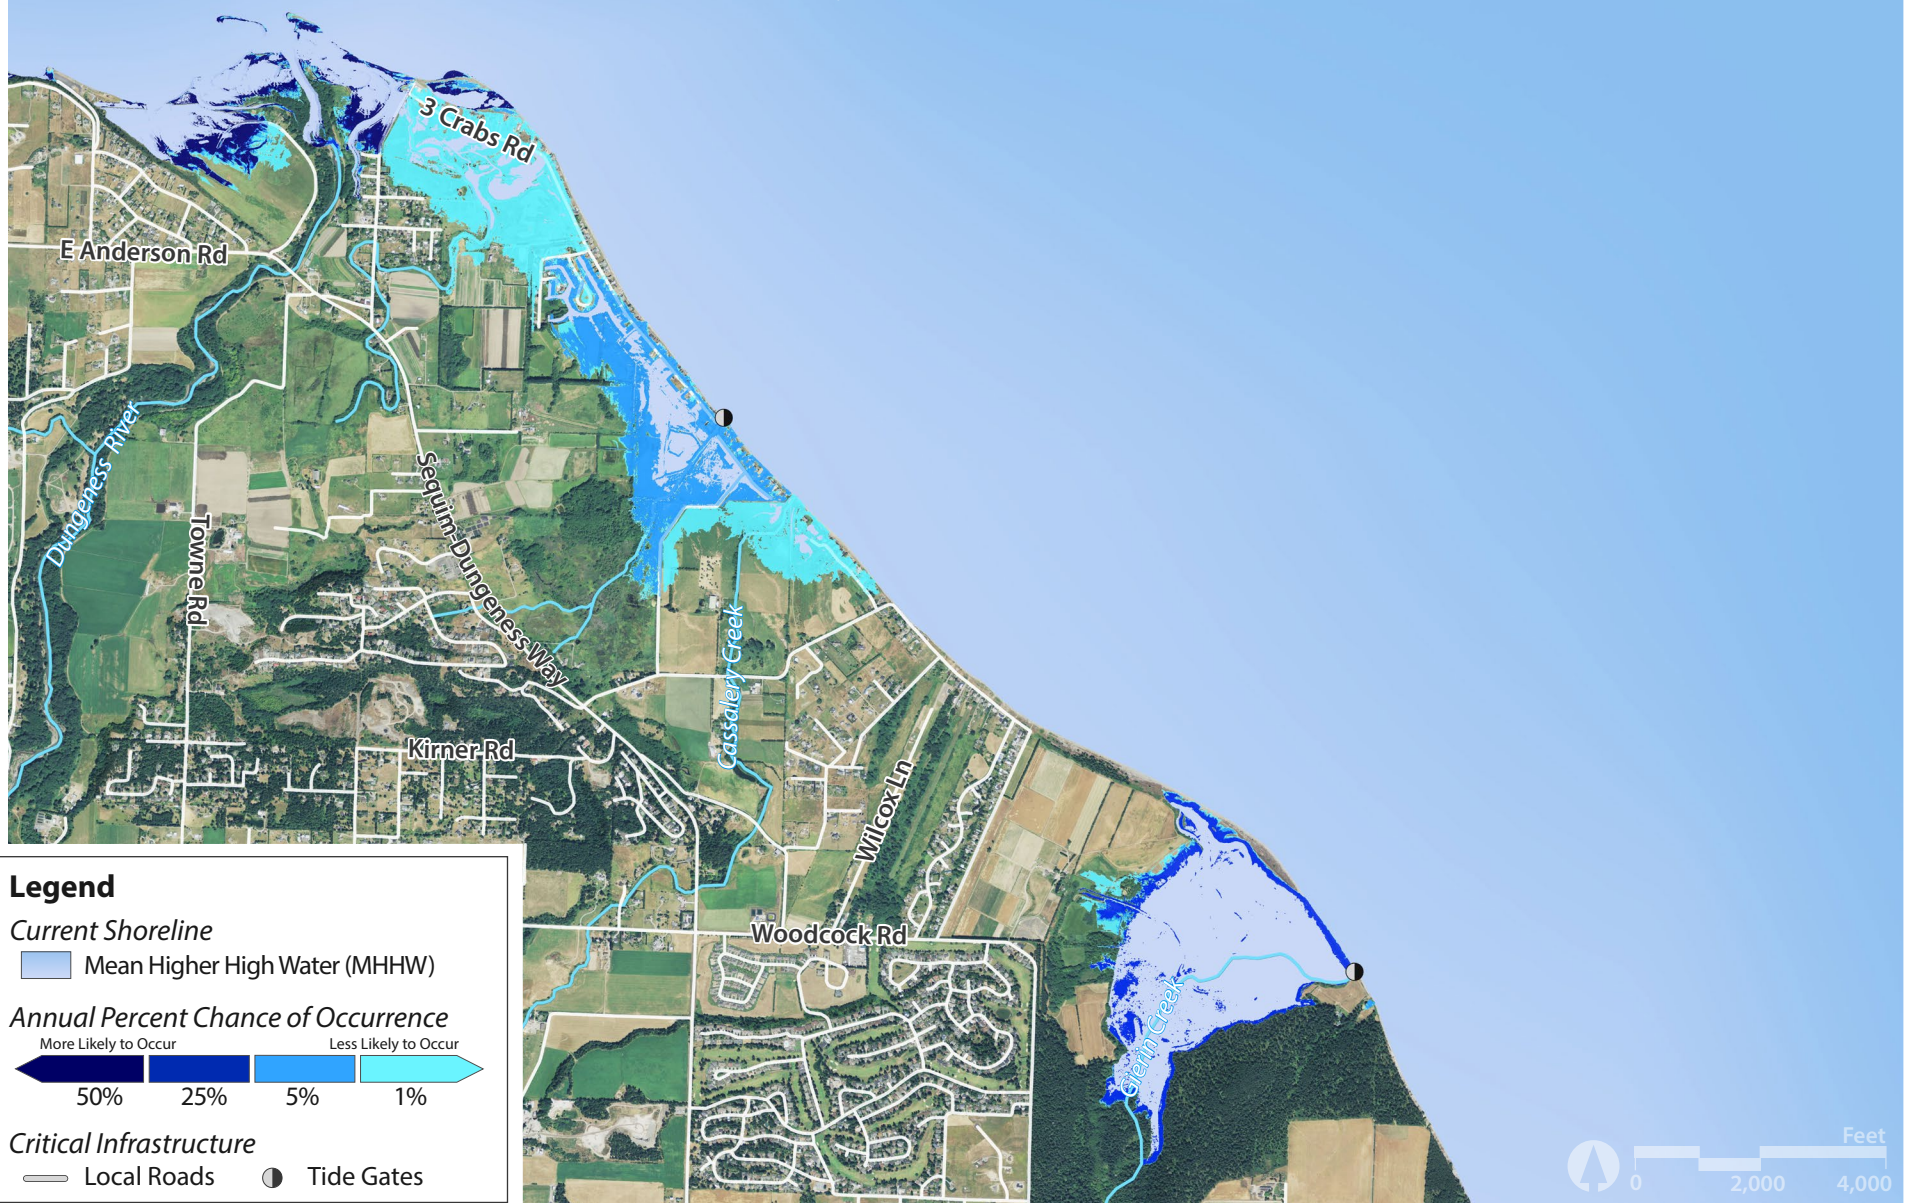 3 Crabs Rd
E Anderson Rd
Dungeness River
Towne Rd
Sequim-Dungeness Way
Cassalery Creek
Kirner Rd
Wilcox Ln
Woodcock Rd
Gierin Creek
Legend
Current Shoreline
Mean Higher High Water (MHHW)
Annual Percent Chance of Occurrence
More Likely to Occur Less Likely to Occur
50% 25% 5% 1%
Critical Infrastructure
Local Roads Tide Gates
Feet
0 2,000 4,000